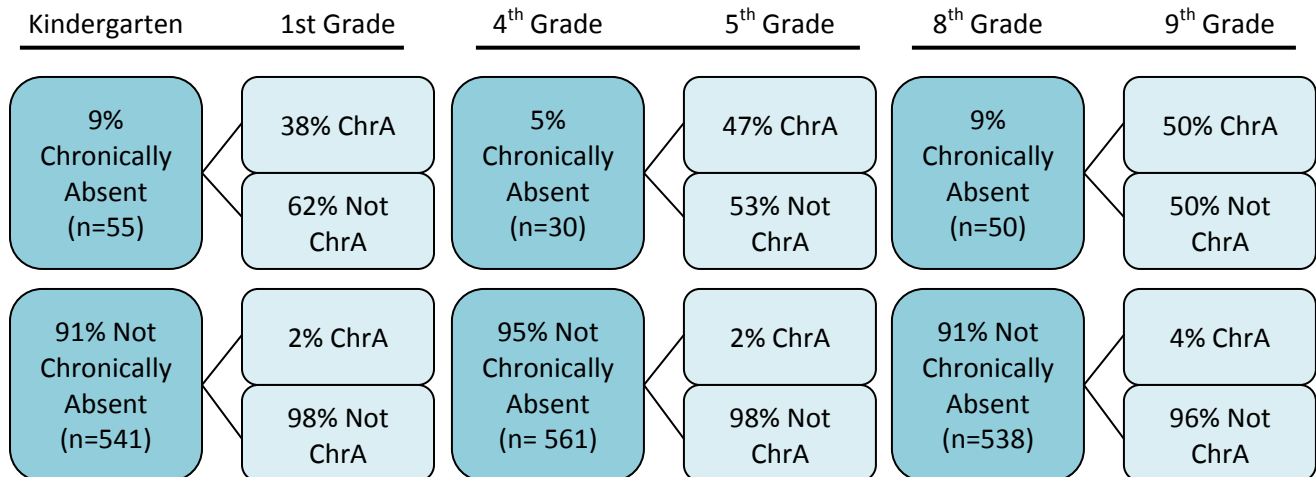 Kindergarten
1st Grade
4th Grade
5th Grade
8th Grade
9th Grade
9%
Chronically
Absent
(n=55)
38% ChrA
62% Not
ChrA
5%
Chronically
Absent
(n=30)
47% ChrA
53% Not
ChrA
9%
Chronically
Absent
(n=50)
50% ChrA
50% Not
ChrA
91% Not
Chronically
Absent
(n=541)
2% ChrA
98% Not
ChrA
95% Not
Chronically
Absent
(n= 561)
2% ChrA
98% Not
ChrA
91% Not
Chronically
Absent
(n=538)
4% ChrA
96% Not
ChrA